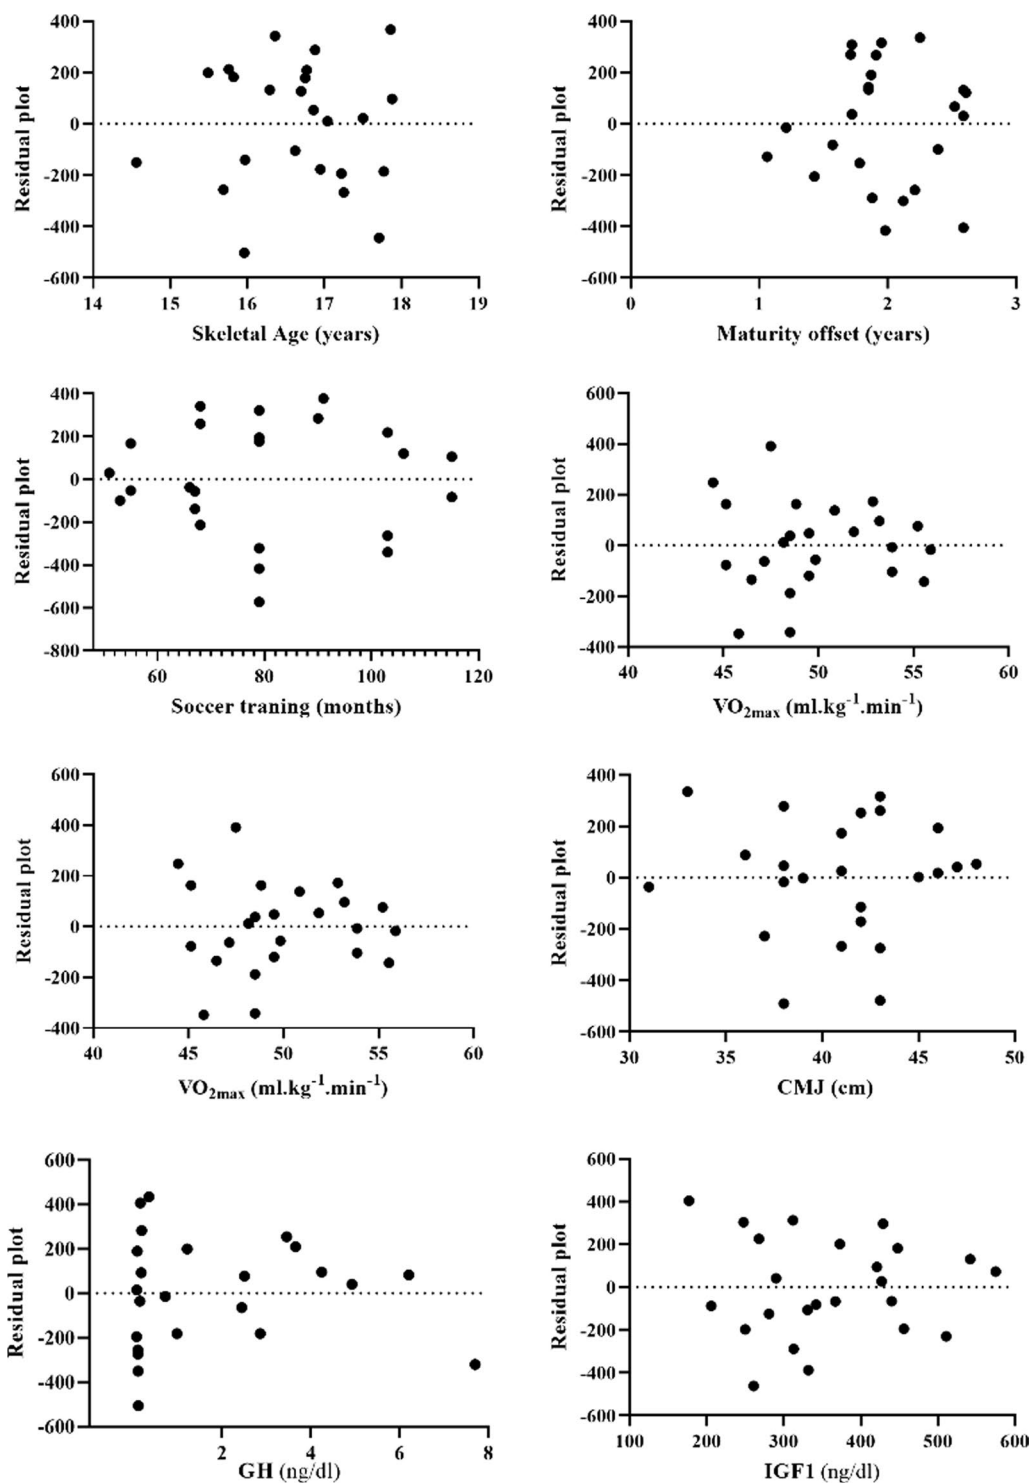 400
200
0
-200
-400
-600
Residual plot
14 15 16 17 18 19
Skeletal Age (years)
400
200
0
-200
-400
-600
Residual plot
0 1 2 3
Maturity offset (years)
400
200
0
-200
-400
-600
-800
Residual plot
60 80 100 120
Soccer traning (months)
600
400
200
0
-200
-400
Residual plot
40 45 50 55 60
VO2max (ml.kg-1.min-1)
600
400
200
0
-200
-400
Residual plot
40 45 50 55 60
VO2max (ml.kg-1.min-1)
400
200
0
-200
-400
-600
Residual plot
30 35 40 45 50
CMJ (cm)
600
400
200
0
-200
-400
-600
Residual plot
2 4 6 8
GH (ng/dl)
600
400
200
0
-200
-400
-600
Residual plot
100 200 300 400 500 600
IGF1 (ng/dl)